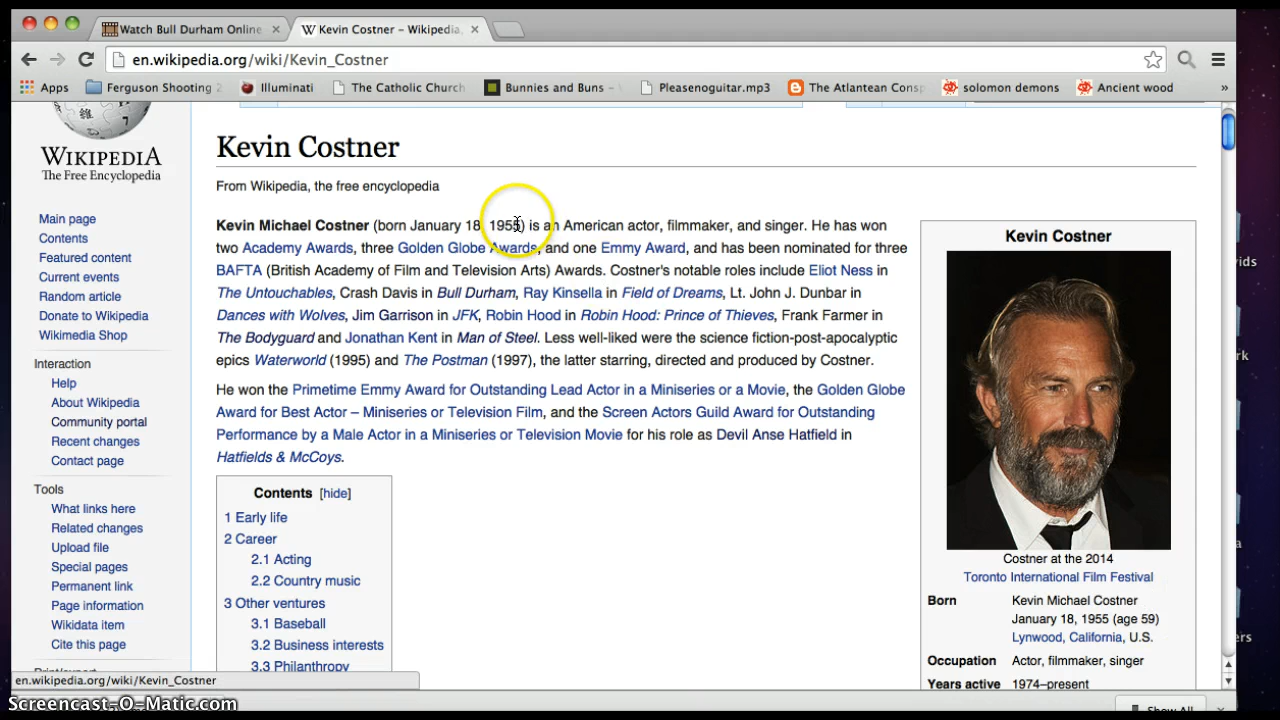 Watch Bull Durham Online
Kevin Costner – Wikipedia,
en.wikipedia.org/wiki/Kevin_Costner
Apps
Ferguson Shooting 2
Illuminati
The Catholic Church
Bunnies and Buns –
Pleasenoguitar.mp3
The Atlantean Consp
solomon demons
Ancient wood
»
WIKIPEDIA
The Free Encyclopedia
Main page
Contents
Featured content
Current events
Random article
Donate to Wikipedia
Wikimedia Shop
Interaction
Help
About Wikipedia
Community portal
Recent changes
Contact page
Tools
What links here
Related changes
Upload file
Special pages
Permanent link
Page information
Wikidata item
Cite this page
Kevin Costner
From Wikipedia, the free encyclopedia
Kevin Michael Costner (born January 18, 1955) is an American actor, filmmaker, and singer. He has won
two Academy Awards, three Golden Globe Awards, and one Emmy Award, and has been nominated for three
BAFTA (British Academy of Film and Television Arts) Awards. Costner's notable roles include Eliot Ness in
The Untouchables, Crash Davis in Bull Durham, Ray Kinsella in Field of Dreams, Lt. John J. Dunbar in
Dances with Wolves, Jim Garrison in JFK, Robin Hood in Robin Hood: Prince of Thieves, Frank Farmer in
The Bodyguard and Jonathan Kent in Man of Steel. Less well-liked were the science fiction-post-apocalyptic
epics Waterworld (1995) and The Postman (1997), the latter starring, directed and produced by Costner.
He won the Primetime Emmy Award for Outstanding Lead Actor in a Miniseries or a Movie, the Golden Globe
Award for Best Actor – Miniseries or Television Film, and the Screen Actors Guild Award for Outstanding
Performance by a Male Actor in a Miniseries or Television Movie for his role as Devil Anse Hatfield in
Hatfields & McCoys.
Contents [hide]
1 Early life
2 Career
2.1 Acting
2.2 Country music
3 Other ventures
3.1 Baseball
3.2 Business interests
3.3 Philanthropy
Kevin Costner
Costner at the 2014
Toronto International Film Festival
Born Kevin Michael Costner
January 18, 1955 (age 59)
Lynwood, California, U.S.
Occupation Actor, filmmaker, singer
Years active 1974–present
en.wikipedia.org/wiki/Kevin_Costner
Show All
Screencast-O-Matic.com